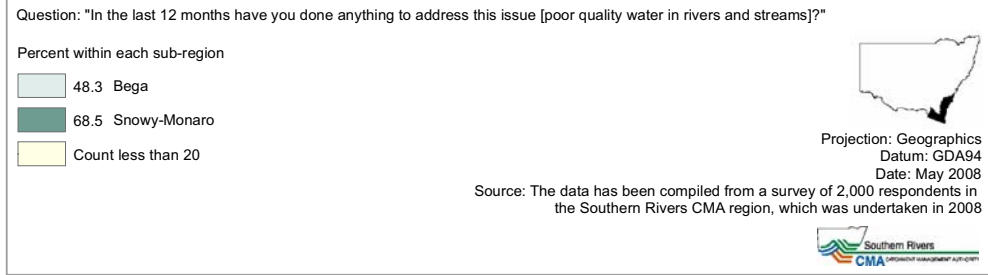 Question: "In the last 12 months have you done anything to address this issue [poor quality water in rivers and streams]?"
Percent within each sub-region
48.3 Bega
68.5 Snowy-Monaro
Count less than 20
Projection: Geographics
Datum: GDA94
Date: May 2008
Source: The data has been compiled from a survey of 2,000 respondents in
the Southern Rivers CMA region, which was undertaken in 2008
Southern Rivers
CMA CATCHMENT MANAGEMENT AUTHORITY